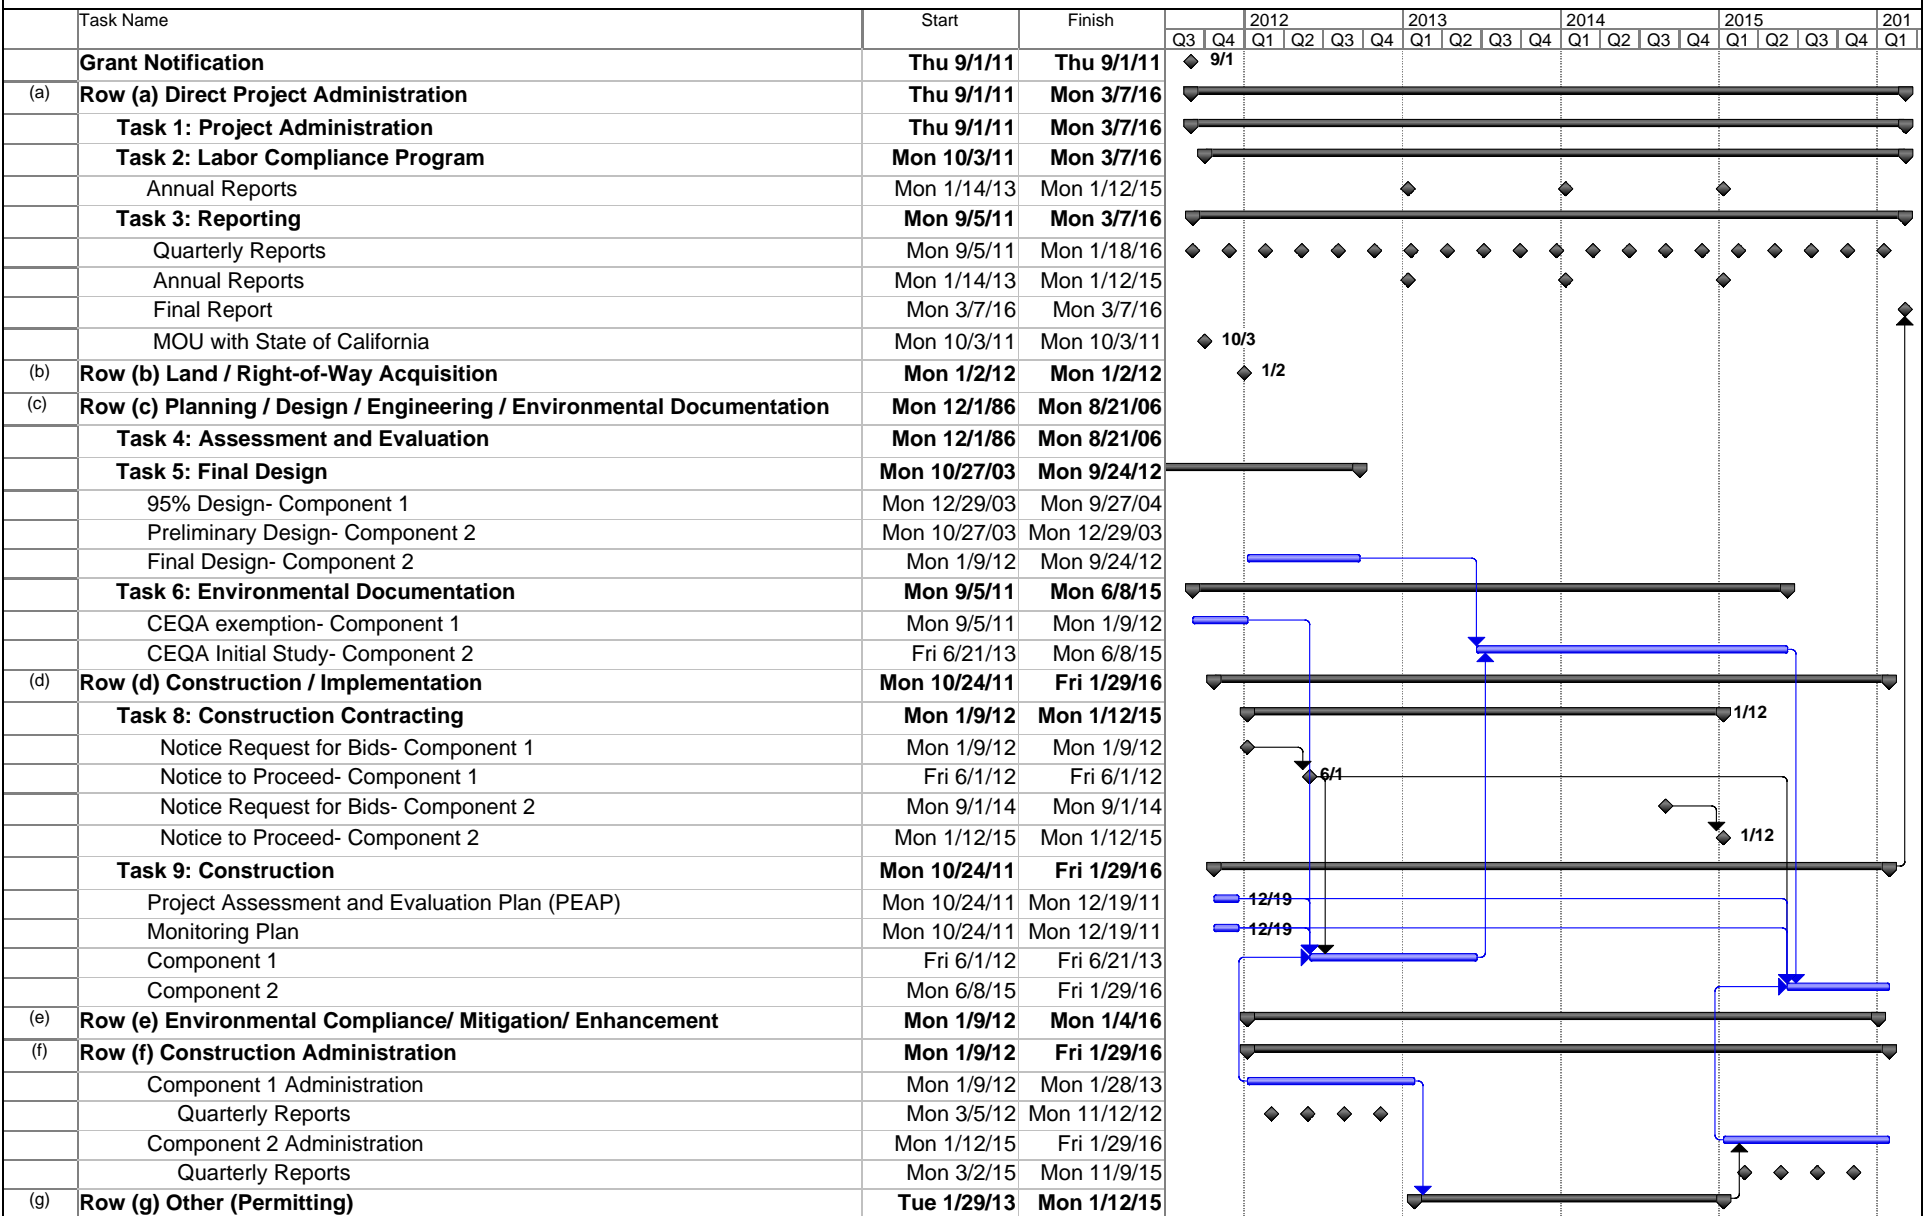 Task Name Start Finish 2012 2013 2014 2015 201
Q3 Q4 Q1 Q2 Q3 Q4 Q1 Q2 Q3 Q4 Q1 Q2 Q3 Q4 Q1 Q2 Q3 Q4 Q1
Grant Notification Thu 9/1/11 Thu 9/1/11 9/1
(a) Row (a) Direct Project Administration Thu 9/1/11 Mon 3/7/16
Task 1: Project Administration Thu 9/1/11 Mon 3/7/16
Task 2: Labor Compliance Program Mon 10/3/11 Mon 3/7/16
Annual Reports Mon 1/14/13 Mon 1/12/15
Task 3: Reporting Mon 9/5/11 Mon 3/7/16
Quarterly Reports Mon 9/5/11 Mon 1/18/16
Annual Reports Mon 1/14/13 Mon 1/12/15
Final Report Mon 3/7/16 Mon 3/7/16
MOU with State of California Mon 10/3/11 Mon 10/3/11 10/3
(b) Row (b) Land / Right-of-Way Acquisition Mon 1/2/12 Mon 1/2/12 1/2
(c) Row (c) Planning / Design / Engineering / Environmental Documentation Mon 12/1/86 Mon 8/21/06
Task 4: Assessment and Evaluation Mon 12/1/86 Mon 8/21/06
Task 5: Final Design Mon 10/27/03 Mon 9/24/12
95% Design- Component 1 Mon 12/29/03 Mon 9/27/04
Preliminary Design- Component 2 Mon 10/27/03 Mon 12/29/03
Final Design- Component 2 Mon 1/9/12 Mon 9/24/12
Task 6: Environmental Documentation Mon 9/5/11 Mon 6/8/15
CEQA exemption- Component 1 Mon 9/5/11 Mon 1/9/12
CEQA Initial Study- Component 2 Fri 6/21/13 Mon 6/8/15
(d) Row (d) Construction / Implementation Mon 10/24/11 Fri 1/29/16
Task 8: Construction Contracting Mon 1/9/12 Mon 1/12/15 1/12
Notice Request for Bids- Component 1 Mon 1/9/12 Mon 1/9/12
Notice to Proceed- Component 1 Fri 6/1/12 Fri 6/1/12 6/1
Notice Request for Bids- Component 2 Mon 9/1/14 Mon 9/1/14
Notice to Proceed- Component 2 Mon 1/12/15 Mon 1/12/15 1/12
Task 9: Construction Mon 10/24/11 Fri 1/29/16
Project Assessment and Evaluation Plan (PEAP) Mon 10/24/11 Mon 12/19/11 12/19
Monitoring Plan Mon 10/24/11 Mon 12/19/11 12/19
Component 1 Fri 6/1/12 Fri 6/21/13
Component 2 Mon 6/8/15 Fri 1/29/16
(e) Row (e) Environmental Compliance/ Mitigation/ Enhancement Mon 1/9/12 Mon 1/4/16
(f) Row (f) Construction Administration Mon 1/9/12 Fri 1/29/16
Component 1 Administration Mon 1/9/12 Mon 1/28/13
Quarterly Reports Mon 3/5/12 Mon 11/12/12
Component 2 Administration Mon 1/12/15 Fri 1/29/16
Quarterly Reports Mon 3/2/15 Mon 11/9/15
(g) Row (g) Other (Permitting) Tue 1/29/13 Mon 1/12/15